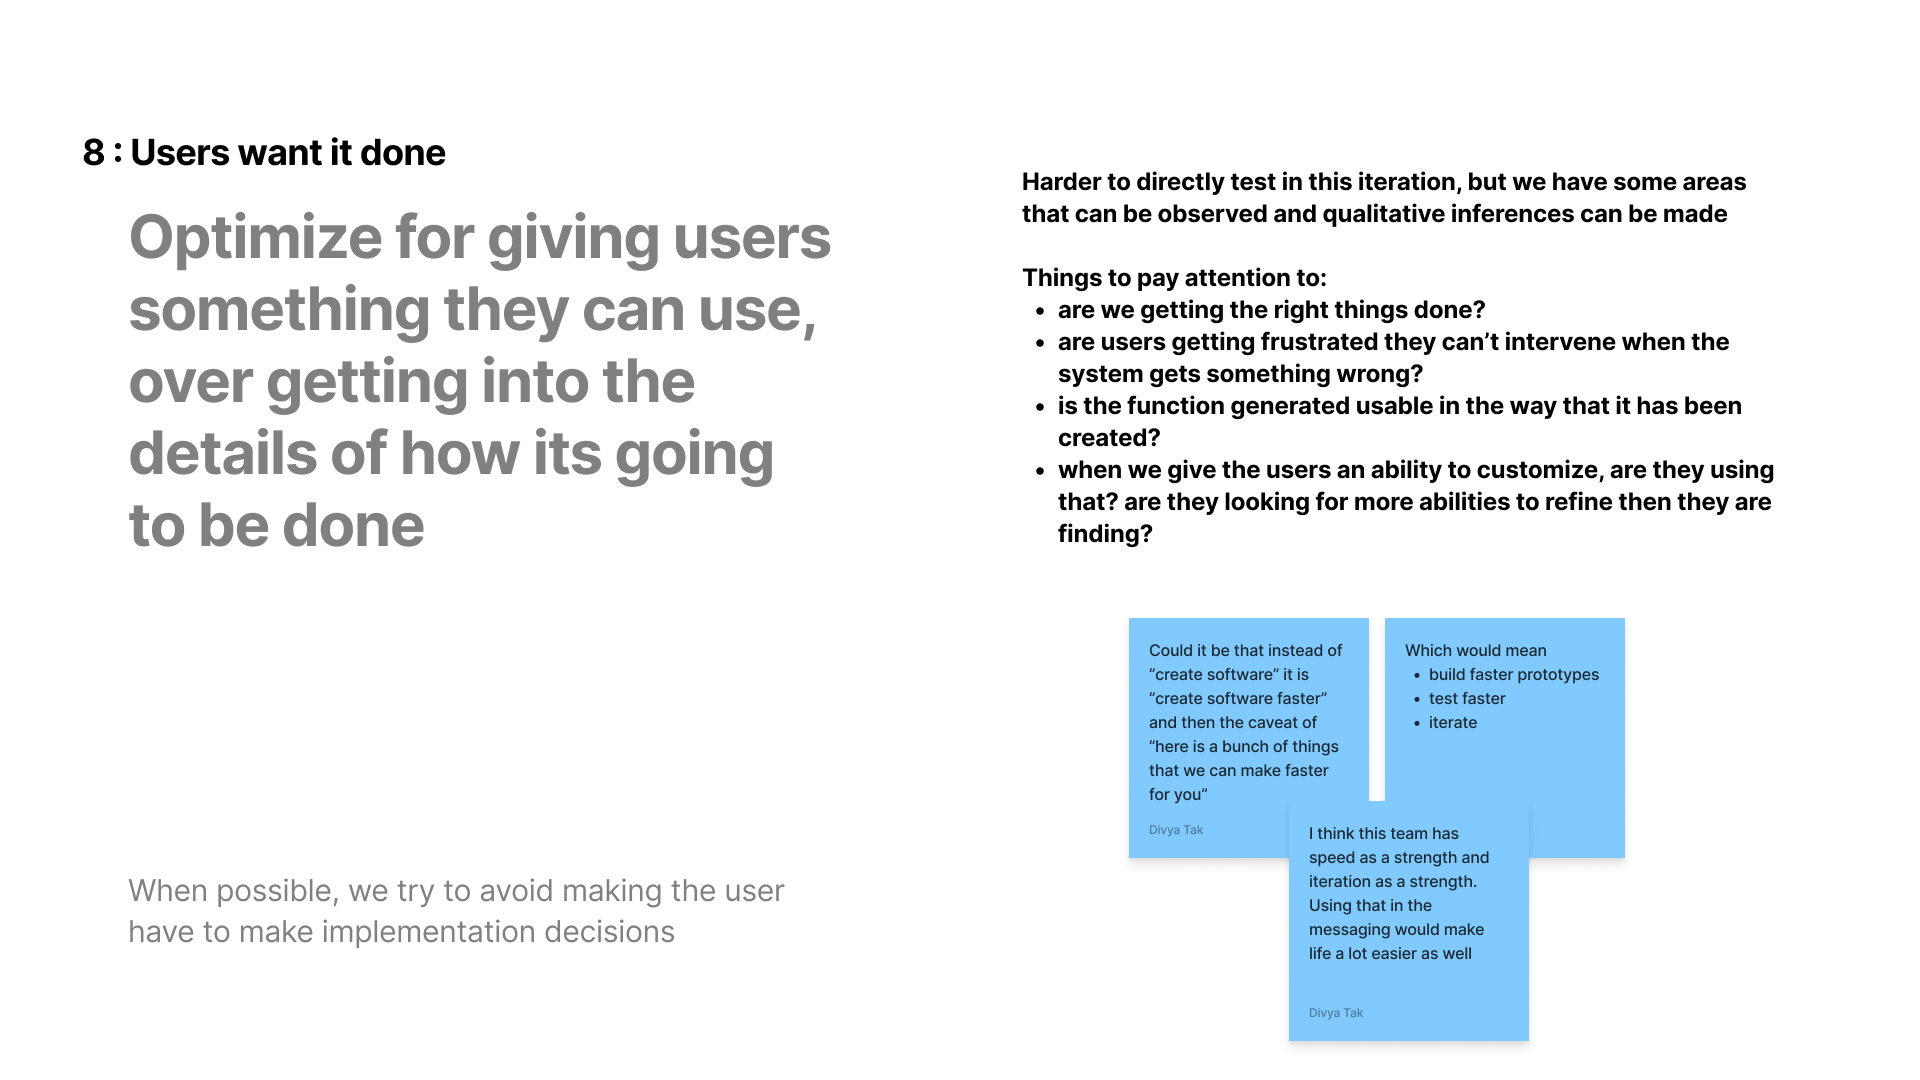 8 : Users want it done
Optimize for giving users
something they can use,
over getting into the
details of how its going
to be done
When possible, we try to avoid making the user
have to make implementation decisions
Harder to directly test in this iteration, but we have some areas
that can be observed and qualitative inferences can be made
Things to pay attention to:
• are we getting the right things done?
• are users getting frustrated they can’t intervene when the
system gets something wrong?
• is the function generated usable in the way that it has been
created?
• when we give the users an ability to customize, are they using
that? are they looking for more abilities to refine then they are
finding?
Could it be that instead of
“create software” it is
“create software faster”
and then the caveat of
“here is a bunch of things
that we can make faster
for you”
Divya Tak
Which would mean
• build faster prototypes
• test faster
• iterate
I think this team has
speed as a strength and
iteration as a strength.
Using that in the
messaging would make
life a lot easier as well
Divya Tak